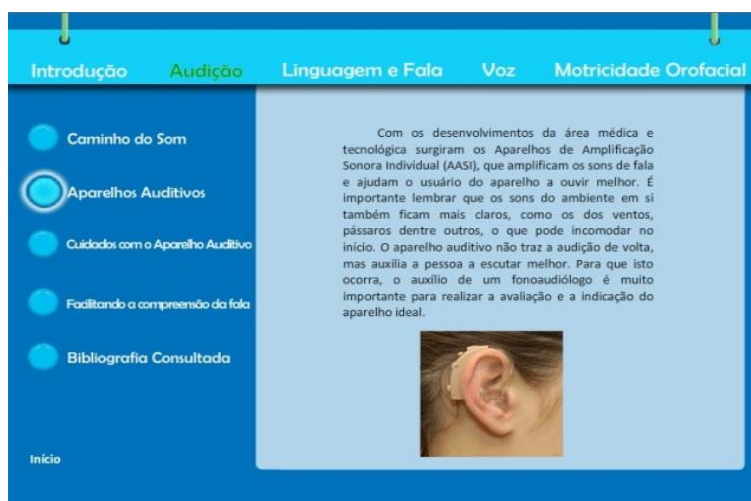 Introdução Audição Linguagem e Fala Voz Motricidade Orofacial
Caminho do Som
Aparelhos Auditivos
Cuidados com o Aparelho Auditivo
Facilitando a compreensão da fala
Bibliografia Consultada
Início
Com os desenvolvimentos da área médica e
tecnológica surgiram os Aparelhos de Amplificação
Sonora Individual (AASI), que amplificam os sons de fala
e ajudam o usuário do aparelho a ouvir melhor. É
importante lembrar que os sons do ambiente em si
também ficam mais claros, como os dos ventos,
pássaros dentre outros, o que pode incomodar no
início. O aparelho auditivo não traz a audição de volta,
mas auxilia a pessoa a escutar melhor. Para que isto
ocorra, o auxílio de um fonoaudiólogo é muito
importante para realizar a avaliação e a indicação do
aparelho ideal.